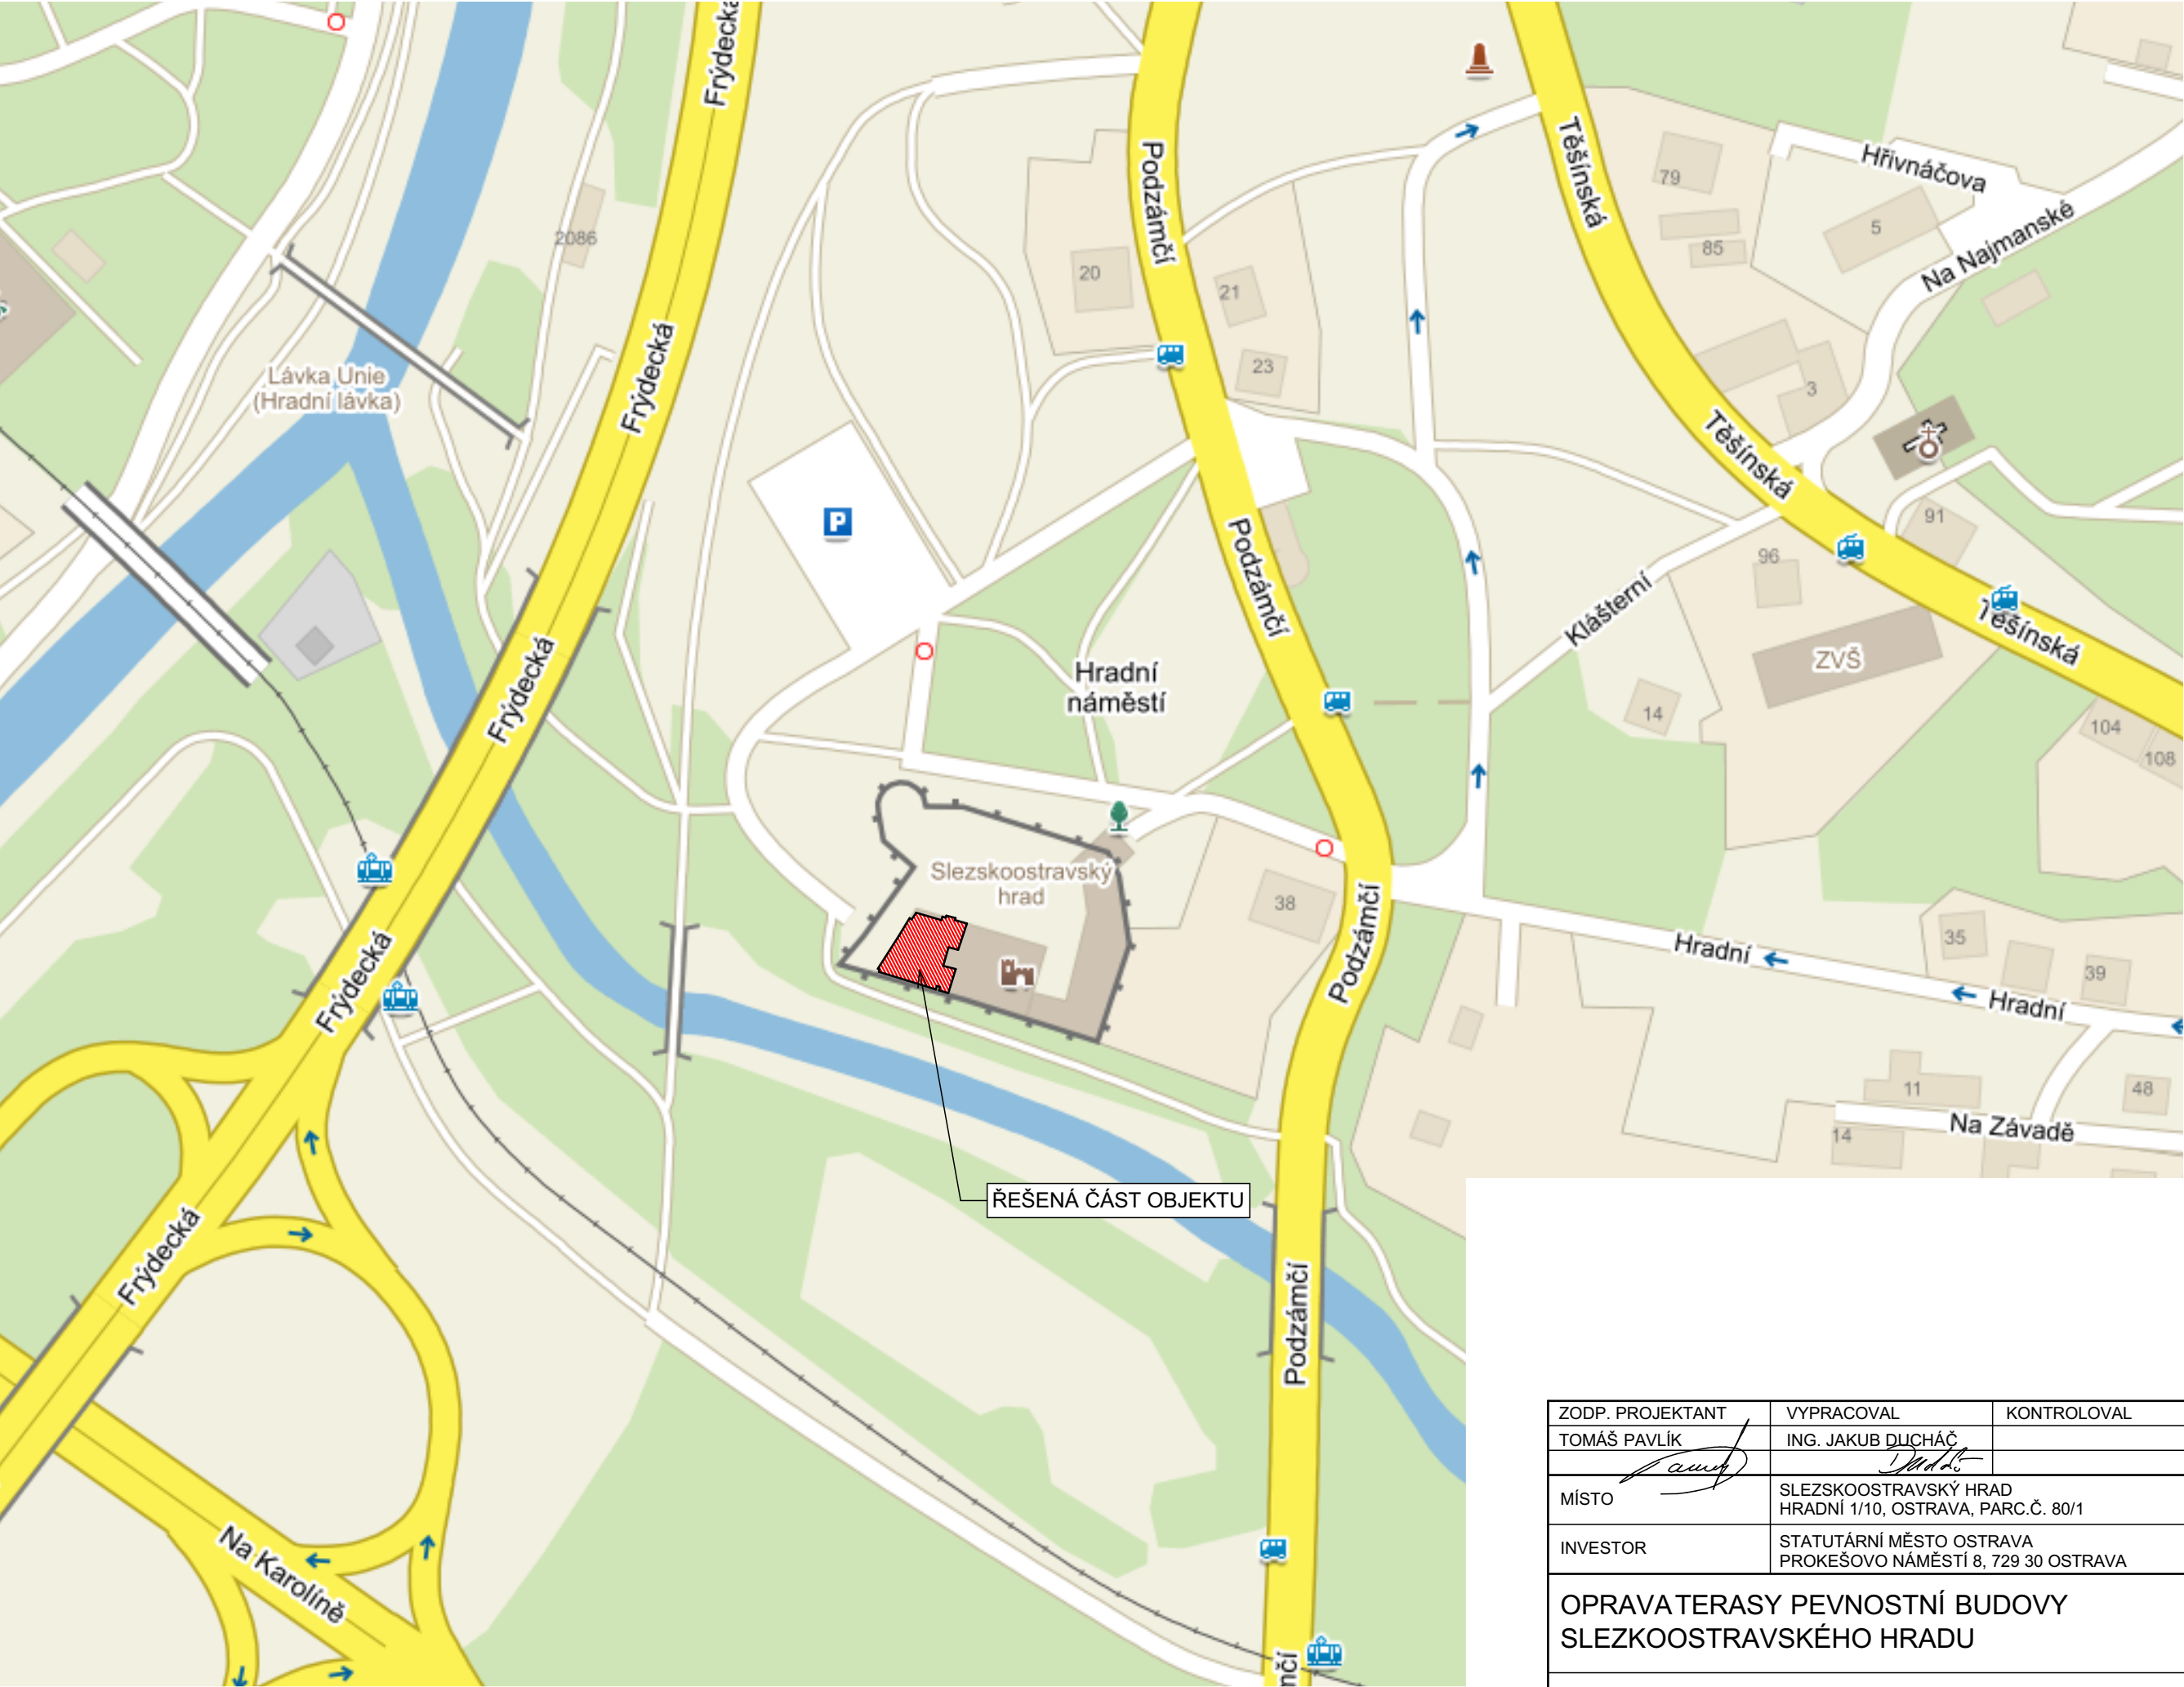 Frýdecká
Podzámčí
Těšínská
79
Hřivnáčova
5
85
Na Najmanské
2086
20
21
23
3
Lávka Unie
(Hradní lávka)
Frýdecká
Těšínská
P
Podzámčí
91
96
Klášterní
Těšínská
ZVŠ
Frýdecká
Hradní
náměstí
14
104
108
Slezskoostravský
hrad
38
Podzámčí
35
Hradní
39
Hradní
Frýdecká
11
48
Na Závadě
14
ŘEŠENÁ ČÁST OBJEKTU
Frýdecká
Podzámčí
Na Karolíně
mčí
ZODP. PROJEKTANT VYPRACOVAL KONTROLOVAL
TOMÁŠ PAVLÍK ING. JAKUB DUCHÁČ
MÍSTO SLEZSKOOSTRAVSKÝ HRAD
HRADNÍ 1/10, OSTRAVA, PARC.Č. 80/1
INVESTOR STATUTÁRNÍ MĚSTO OSTRAVA
PROKEŠOVO NÁMĚSTÍ 8, 729 30 OSTRAVA
OPRAVA TERASY PEVNOSTNÍ BUDOVY
SLEZKOOSTRAVSKÉHO HRADU